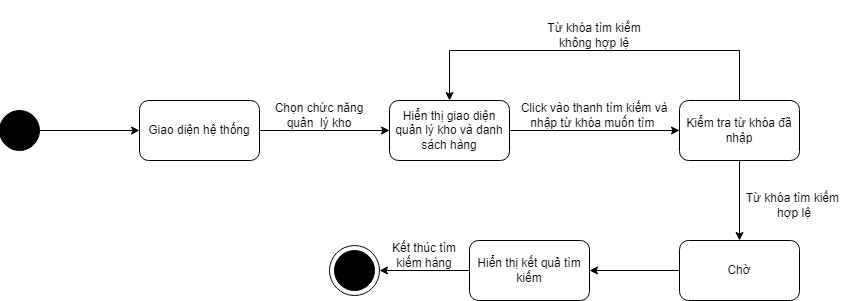 Từ khóa tìm kiếm
không hợp lệ
Giao diện hệ thống
Chọn chức năng
quản lý kho
Hiển thị giao diện
quản lý kho và danh
sách hàng
Click vào thanh tìm kiếm và
nhập từ khóa muốn tìm
Kiểm tra từ khóa đã
nhập
Từ khóa tìm kiếm
hợp lệ
Kết thúc tìm
kiếm hàng
Hiển thị kết quả tìm
kiếm
Chờ